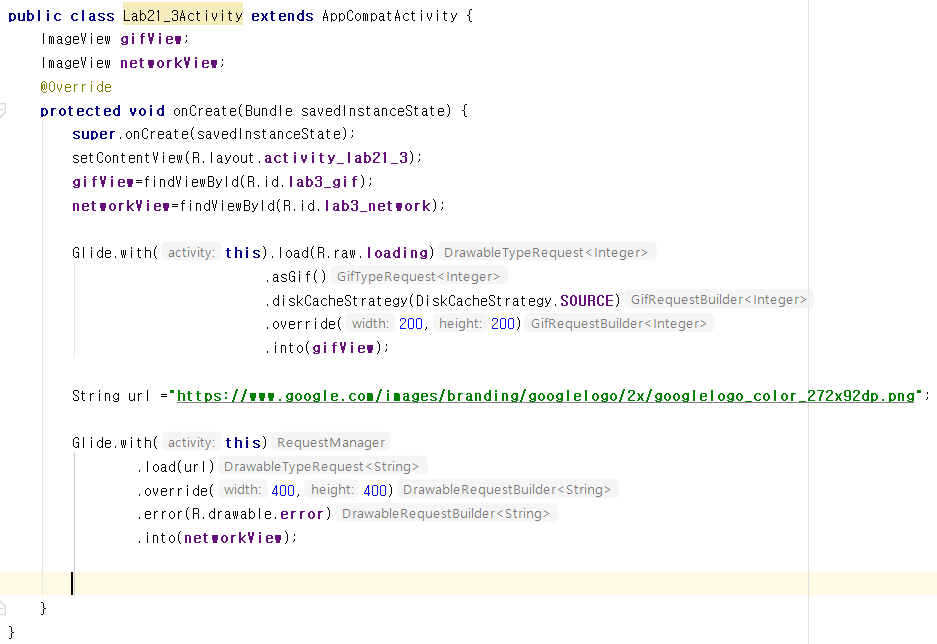 public class Lab21_3Activity extends AppCompatActivity {
ImageView gifView;
ImageView networkView;
@Override
protected void onCreate(Bundle savedInstanceState) {
super.onCreate(savedInstanceState);
setContentView(R.layout.activity_lab21_3);
gifView=findViewById(R.id.lab3_gif);
networkView=findViewById(R.id.lab3_network);
Glide.with( activity: this).load(R.raw.loading) DrawableTypeRequest<Integer>
.asGif() GifTypeRequest<Integer>
.diskCacheStrategy(DiskCacheStrategy.SOURCE) GifRequestBuilder<Integer>
.override( width: 200, height: 200) GifRequestBuilder<Integer>
.into(gifView);
String url ="https://www.google.com/images/branding/googlelogo/2x/googlelogo_color_272x92dp.png";
Glide.with( activity: this) RequestManager
.load(url) DrawableTypeRequest<String>
.override( width: 400, height: 400) DrawableRequestBuilder<String>
.error(R.drawable.error) DrawableRequestBuilder<String>
.into(networkView);
}
}